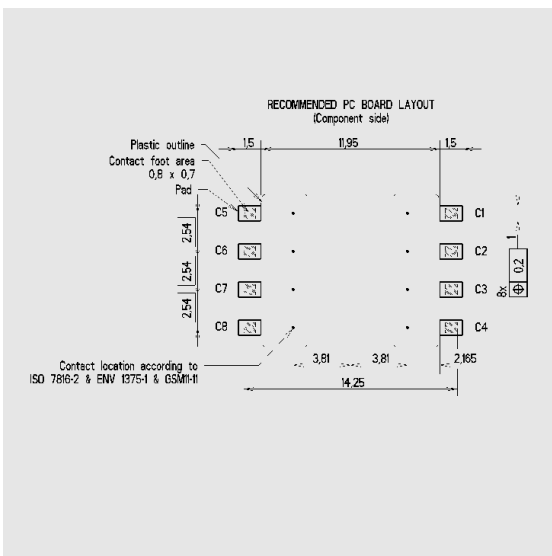 RECOMMENDED PC BOARD LAYOUT
(Component side)
1,5 11,95 1,5
Plastic outline
Contact foot area
0,8 x 0,7
Pad
C5 C1
2,54
C6 C2
1
2,54
0,2
C7 C3
8x
2,54
C8 C4
3,81 3,81 2,165
Contact location according to
ISO 7816-2 & ENV 1375-1 & GSM11-11
14,25